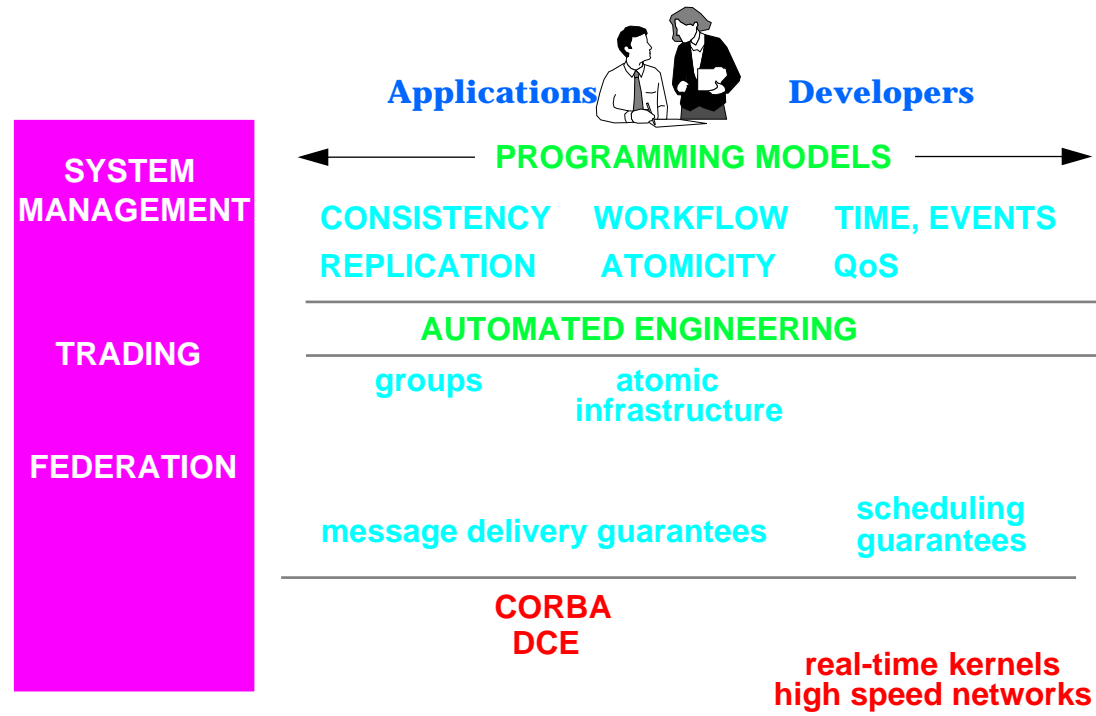 Applications Developers
SYSTEM
MANAGEMENT
TRADING
FEDERATION
PROGRAMMING MODELS
CONSISTENCY WORKFLOW TIME, EVENTS
REPLICATION ATOMICITY QoS
AUTOMATED ENGINEERING
groups
atomic
infrastructure
message delivery guarantees
scheduling
guarantees
CORBA
DCE
real-time kernels
high speed networks